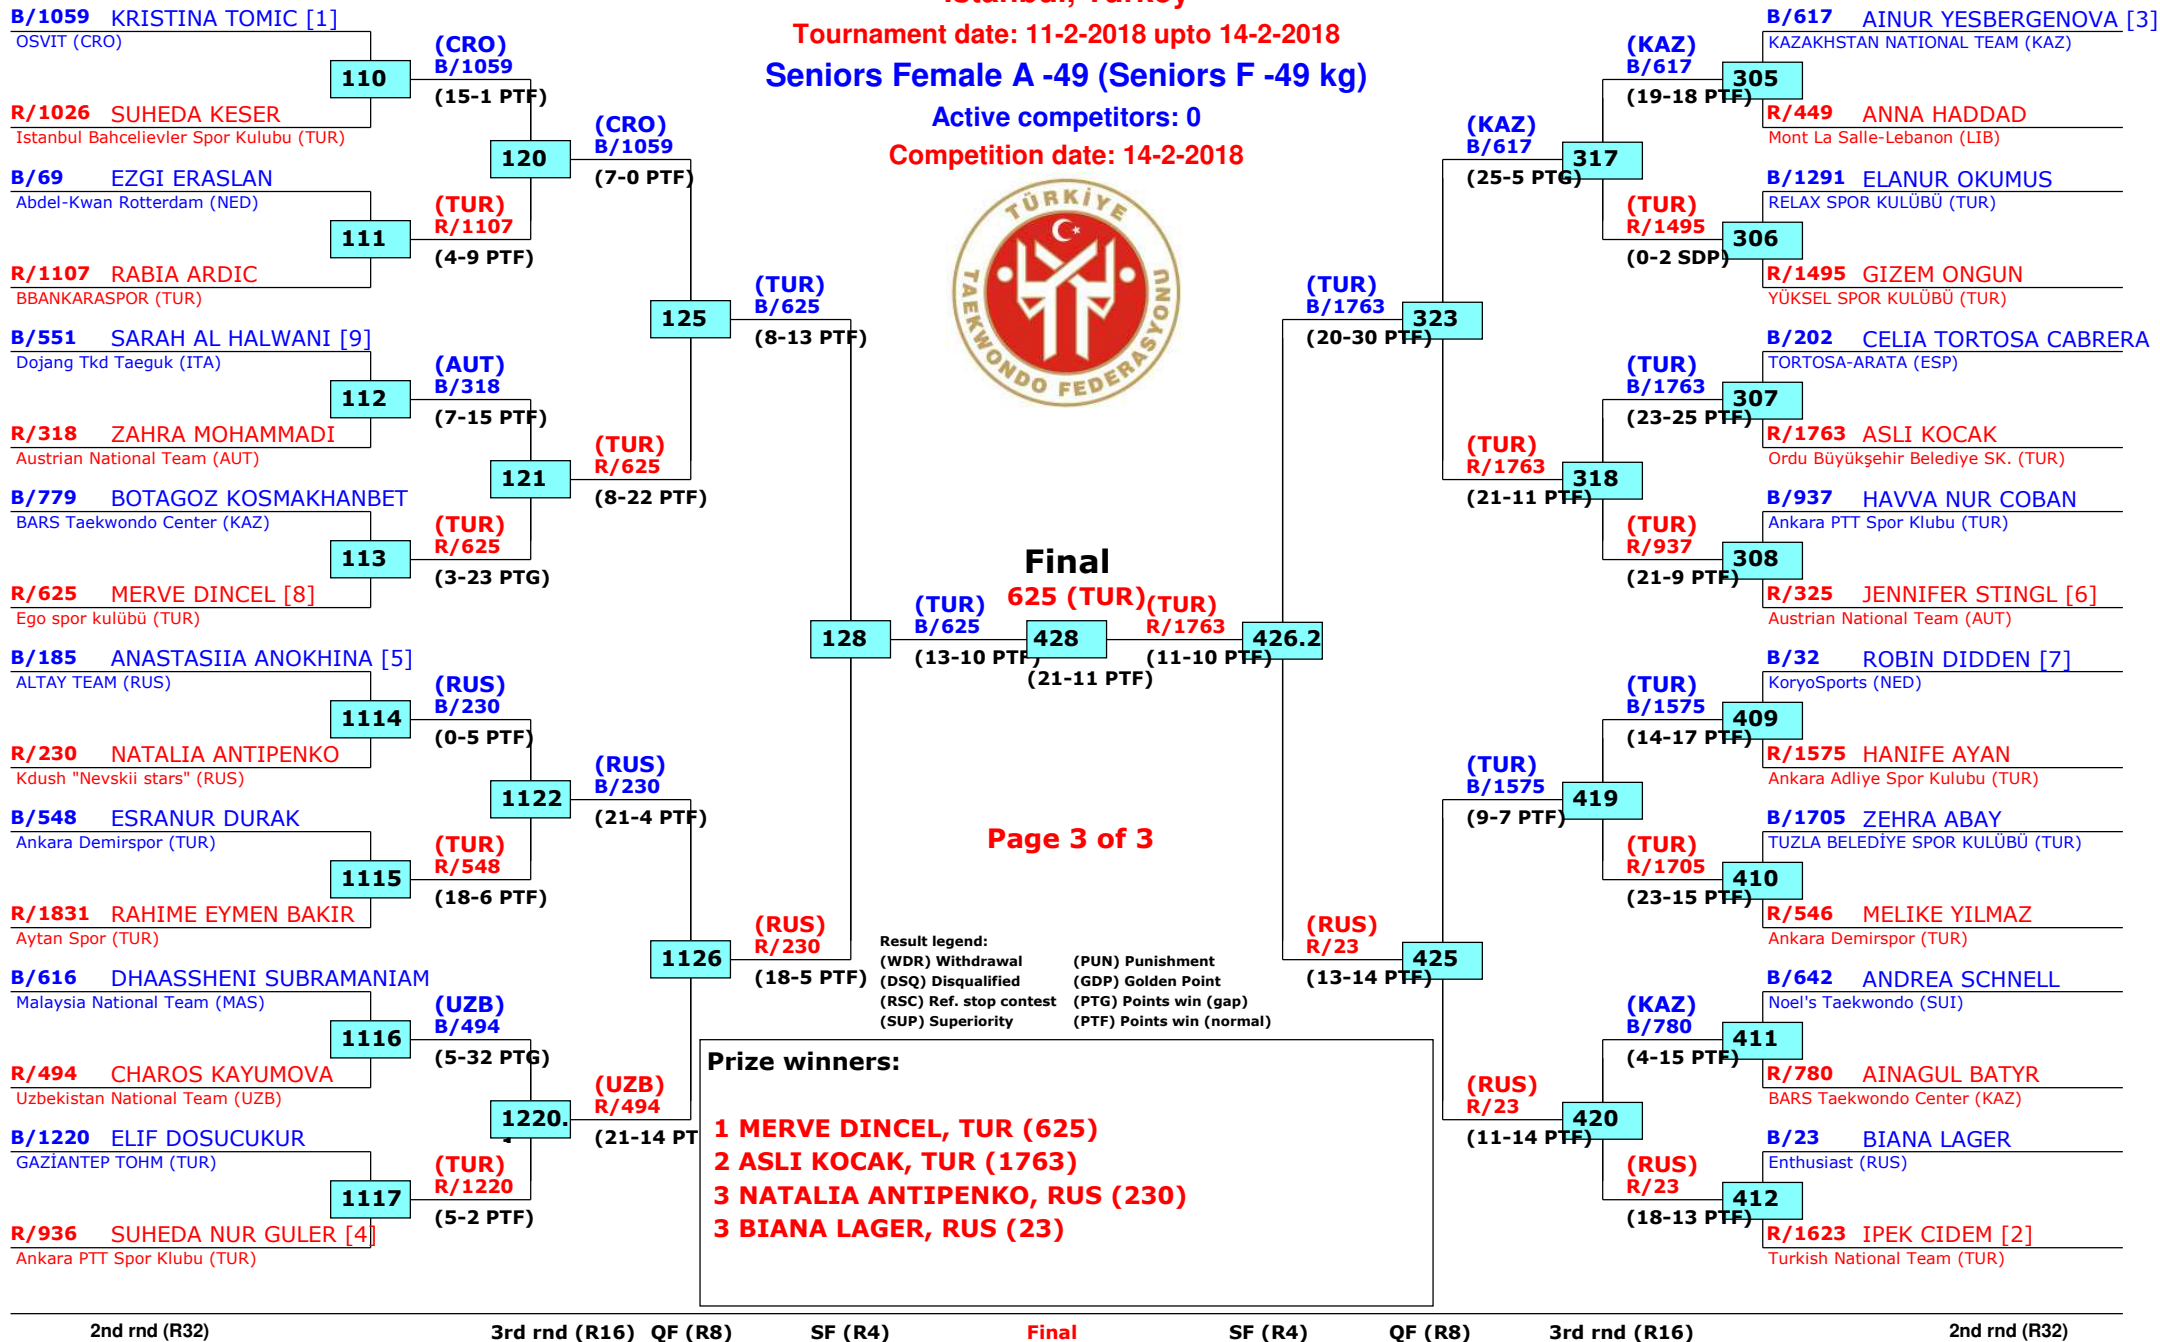 Istanbul, Turkey
Tournament date: 11-2-2018 upto 14-2-2018
Seniors Female A -49 (Seniors F -49 kg)
Active competitors: 0
Competition date: 14-2-2018
TÜRKİYE
TAEKWONDO FEDERASYONU
B/1059 KRISTINA TOMIC [1]
OSVIT (CRO)
110
R/1026 SUHEDA KESER
Istanbul Bahcelievler Spor Kulubu (TUR)
B/69 EZGI ERASLAN
Abdel-Kwan Rotterdam (NED)
111
R/1107 RABIA ARDIC
BBANKARASPOR (TUR)
B/551 SARAH AL HALWANI [9]
Dojang Tkd Taeguk (ITA)
112
R/318 ZAHRA MOHAMMADI
Austrian National Team (AUT)
B/779 BOTAGOZ KOSMAKHANBET
BARS Taekwondo Center (KAZ)
113
R/625 MERVE DINCEL [8]
Ego spor kulübü (TUR)
B/185 ANASTASIIA ANOKHINA [5]
ALTAY TEAM (RUS)
1114
R/230 NATALIA ANTIPENKO
Kdush "Nevskii stars" (RUS)
B/548 ESRANUR DURAK
Ankara Demirspor (TUR)
1115
R/1831 RAHIME EYMEN BAKIR
Aytan Spor (TUR)
B/616 DHAASSHENI SUBRAMANIAM
Malaysia National Team (MAS)
1116
R/494 CHAROS KAYUMOVA
Uzbekistan National Team (UZB)
B/1220 ELIF DOSUCUKUR
GAZİANTEP TOHM (TUR)
1117
R/936 SUHEDA NUR GULER [4]
Ankara PTT Spor Klubu (TUR)
(CRO)
B/1059
(15-1 PTF)
120
(TUR)
R/1107
(4-9 PTF)
(AUT)
B/318
(7-15 PTF)
121
(TUR)
R/625
(3-23 PTG)
(RUS)
B/230
(0-5 PTF)
1122
(TUR)
R/548
(18-6 PTF)
(UZB)
B/494
(5-32 PTG)
1220.
(TUR)
R/1220
(5-2 PTF)
(CRO)
B/1059
(7-0 PTF)
125
(TUR)
R/625
(8-22 PTF)
(RUS)
B/230
(21-4 PTF)
1126
(UZB)
R/494
(21-14 PT
(TUR)
B/625
(8-13 PTF)
128
(RUS)
R/230
(18-5 PTF)
(TUR)
B/625
(13-10 PTF)
Final
625 (TUR)
428
(21-11 PTF)
(TUR)
R/1763
(11-10 PTF)
426.2
(TUR)
B/1763
(20-30 PTF)
323
(RUS)
R/23
(13-14 PTF)
425
(KAZ)
B/617
(25-5 PTG)
317
(TUR)
R/1763
(21-11 PTF)
318
(TUR)
B/1575
(9-7 PTF)
419
(RUS)
R/23
(11-14 PTF)
420
(KAZ)
B/617
(19-18 PTF)
305
(TUR)
R/1495
(0-2 SDP)
306
(TUR)
B/1763
(23-25 PTF)
307
(TUR)
R/937
(21-9 PTF)
308
(TUR)
B/1575
(14-17 PTF)
409
(TUR)
R/1705
(23-15 PTF)
410
(KAZ)
B/780
(4-15 PTF)
411
(RUS)
R/23
(18-13 PTF)
412
B/617 AINUR YESBERGENOVA [3]
KAZAKHSTAN NATIONAL TEAM (KAZ)
R/449 ANNA HADDAD
Mont La Salle-Lebanon (LIB)
B/1291 ELANUR OKUMUS
RELAX SPOR KULÜBÜ (TUR)
R/1495 GIZEM ONGUN
YÜKSEL SPOR KULÜBÜ (TUR)
B/202 CELIA TORTOSA CABRERA
TORTOSA-ARATA (ESP)
R/1763 ASLI KOCAK
Ordu Büyükşehir Belediye SK. (TUR)
B/937 HAVVA NUR COBAN
Ankara PTT Spor Klubu (TUR)
R/325 JENNIFER STINGL [6]
Austrian National Team (AUT)
B/32 ROBIN DIDDEN [7]
KoryoSports (NED)
R/1575 HANIFE AYAN
Ankara Adliye Spor Kulubu (TUR)
B/1705 ZEHRA ABAY
TUZLA BELEDİYE SPOR KULÜBÜ (TUR)
R/546 MELIKE YILMAZ
Ankara Demirspor (TUR)
B/642 ANDREA SCHNELL
Noel's Taekwondo (SUI)
R/780 AINAGUL BATYR
BARS Taekwondo Center (KAZ)
B/23 BIANA LAGER
Enthusiast (RUS)
R/1623 IPEK CIDEM [2]
Turkish National Team (TUR)
Page 3 of 3
Result legend:
(WDR) Withdrawal (PUN) Punishment
(DSQ) Disqualified (GDP) Golden Point
(RSC) Ref. stop contest (PTG) Points win (gap)
(SUP) Superiority (PTF) Points win (normal)
Prize winners:
1 MERVE DINCEL, TUR (625)
2 ASLI KOCAK, TUR (1763)
3 NATALIA ANTIPENKO, RUS (230)
3 BIANA LAGER, RUS (23)
2nd rnd (R32) 3rd rnd (R16) QF (R8) SF (R4) Final SF (R4) QF (R8) 3rd rnd (R16) 2nd rnd (R32)